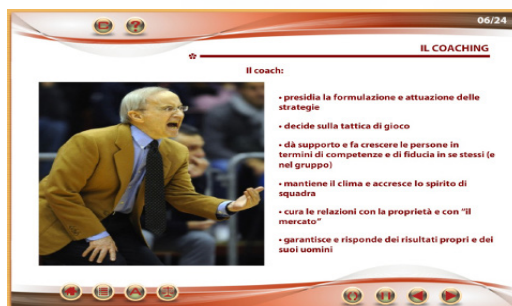 06/24
IL COACHING
Il coach:
• presidia la formulazione e attuazione delle
strategie
• decide sulla tattica di gioco
• dà supporto e fa crescere le persone in
termini di competenze e di fiducia in se stessi (e
nel gruppo)
• mantiene il clima e accresce lo spirito di
squadra
• cura le relazioni con la proprietà e con "il
mercato"
• garantisce e risponde dei risultati propri e dei
suoi uomini